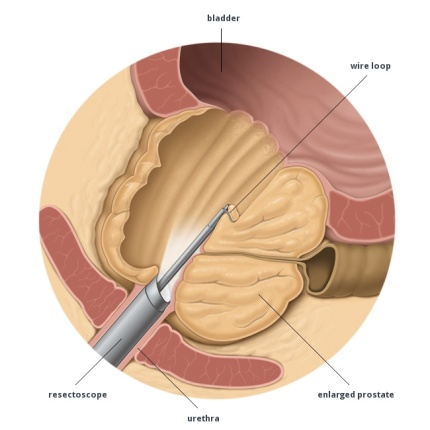 bladder
wire loop
resectoscope
enlarged prostate
urethra